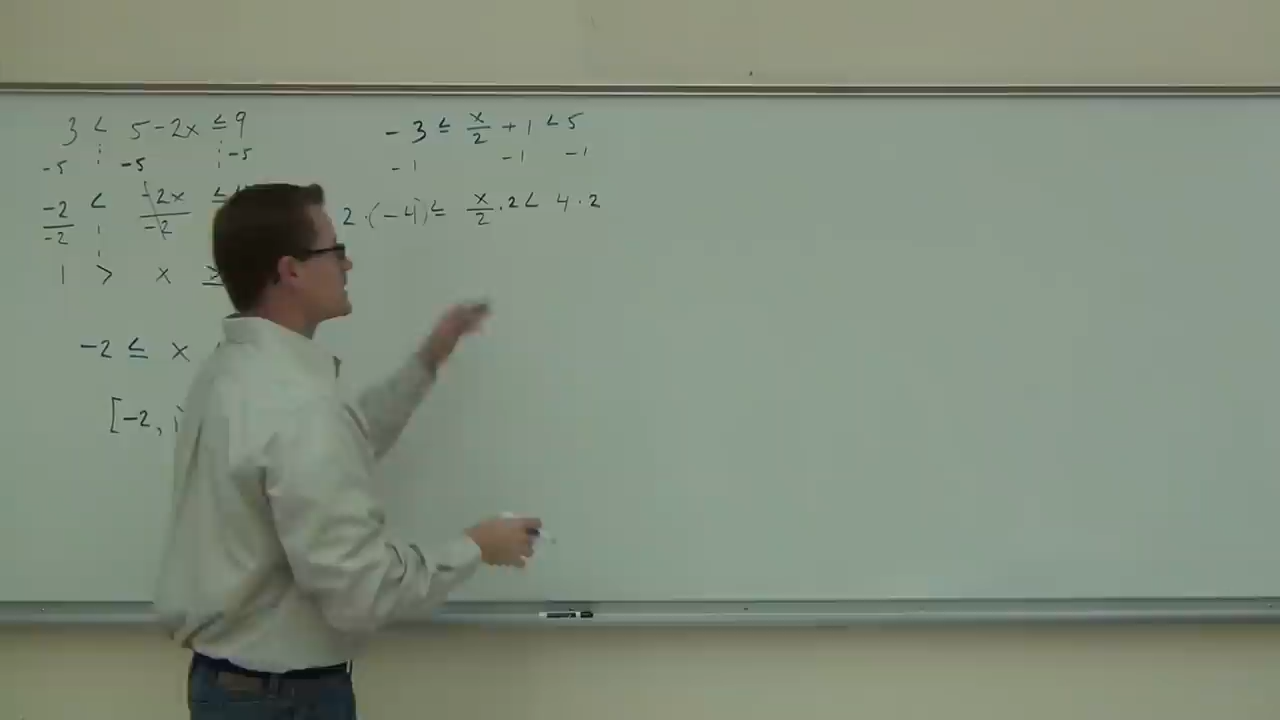 3 < 5 - 2x ≤ 9
-5 -5 -5
-2/-2 < -2x/-2 ≤
1 > x ≥
-2 ≤ x
[-2, 1)
-3 ≤ x/2 + 1 < 5
-1 -1 -1
2·(-4) ≤ x/2 · 2 < 4 · 2